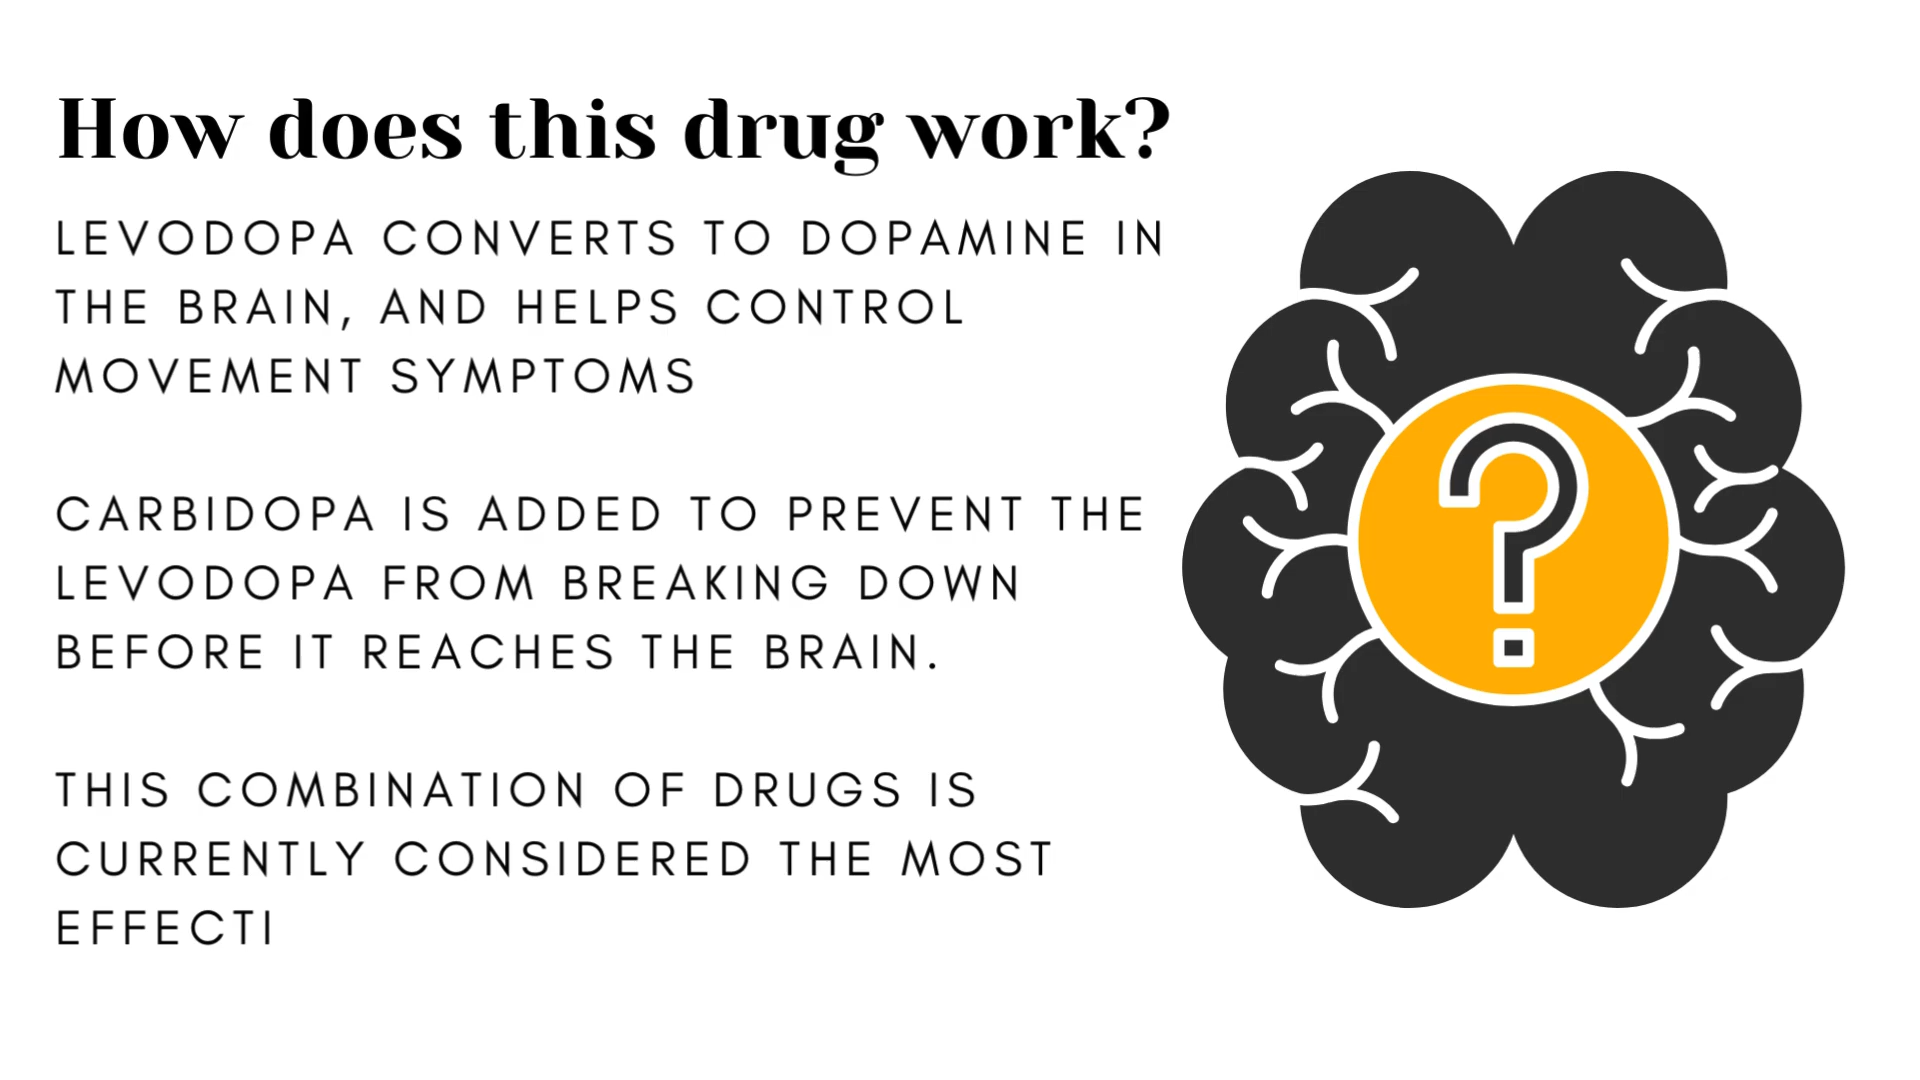 How does this drug work?
LEVODOPA CONVERTS TO DOPAMINE IN
THE BRAIN, AND HELPS CONTROL
MOVEMENT SYMPTOMS
CARBIDOPA IS ADDED TO PREVENT THE
LEVODOPA FROM BREAKING DOWN
BEFORE IT REACHES THE BRAIN.
THIS COMBINATION OF DRUGS IS
CURRENTLY CONSIDERED THE MOST
EFFECTI
?